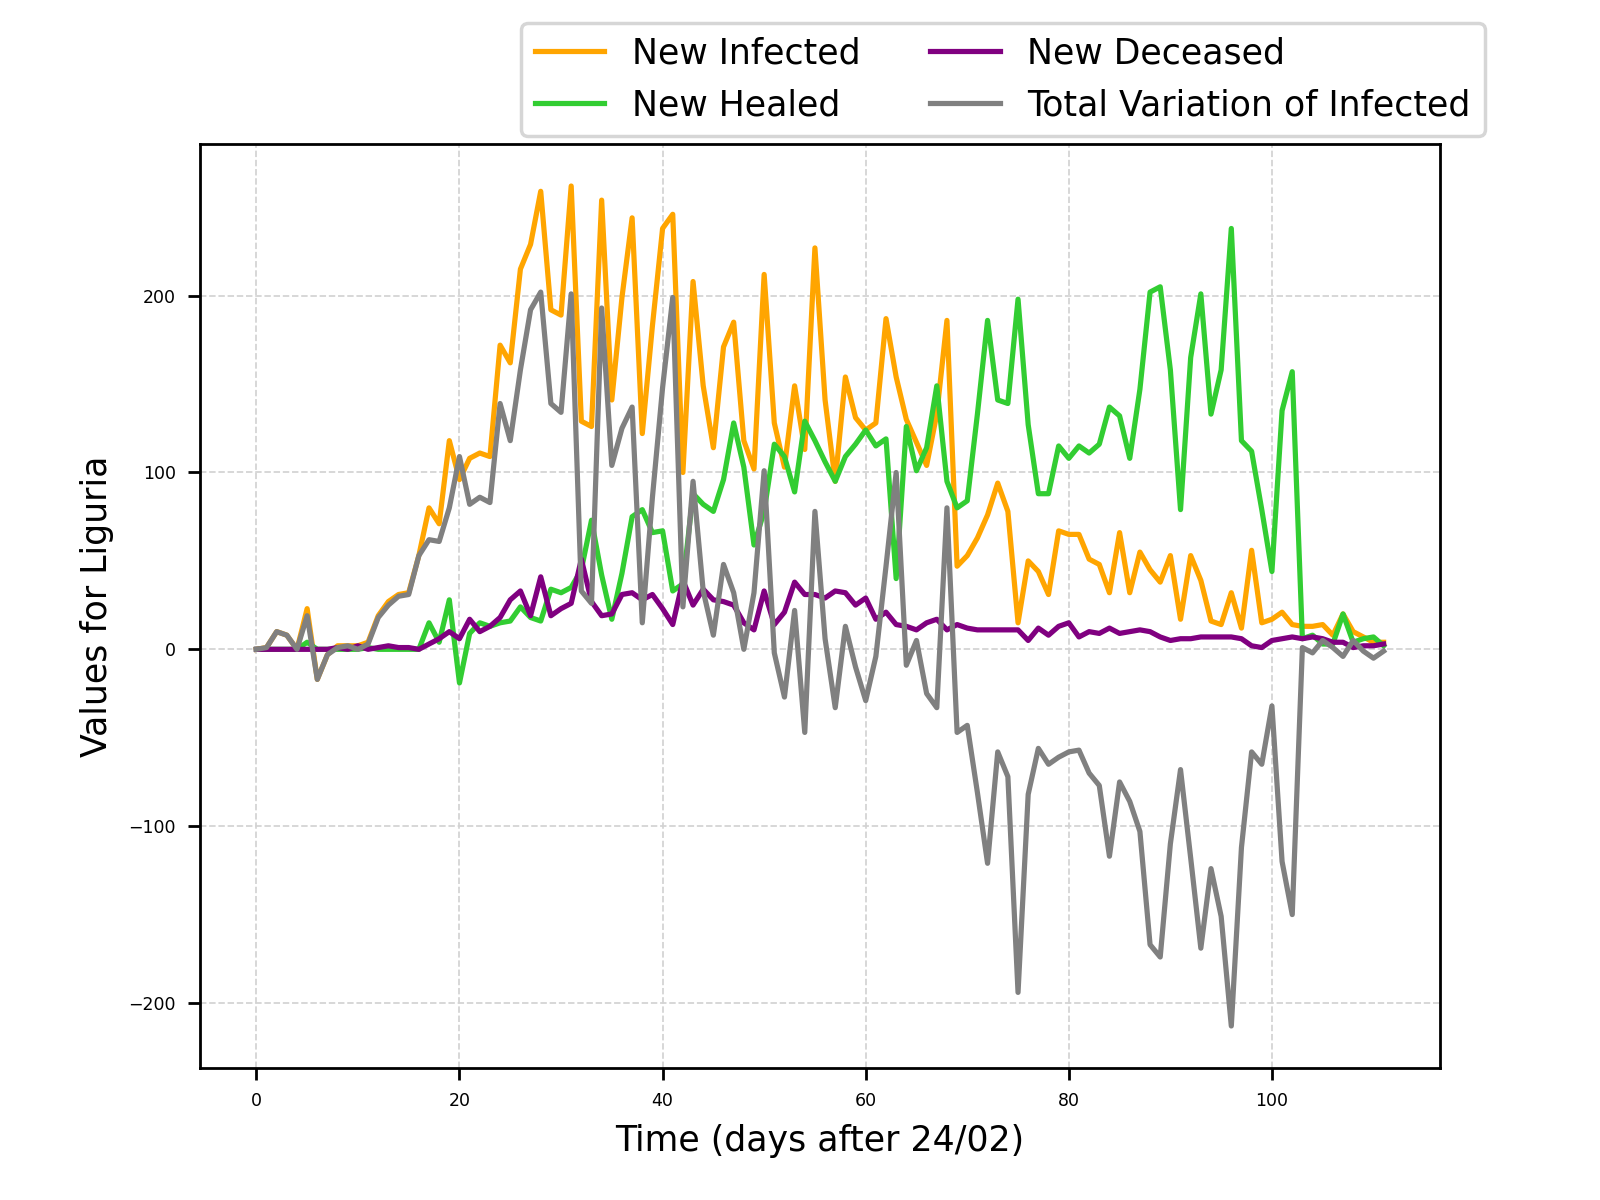 New Infected
New Healed
New Deceased
Total Variation of Infected
Values for Liguria
200
100
0
−100
−200
0 20 40 60 80 100
Time (days after 24/02)